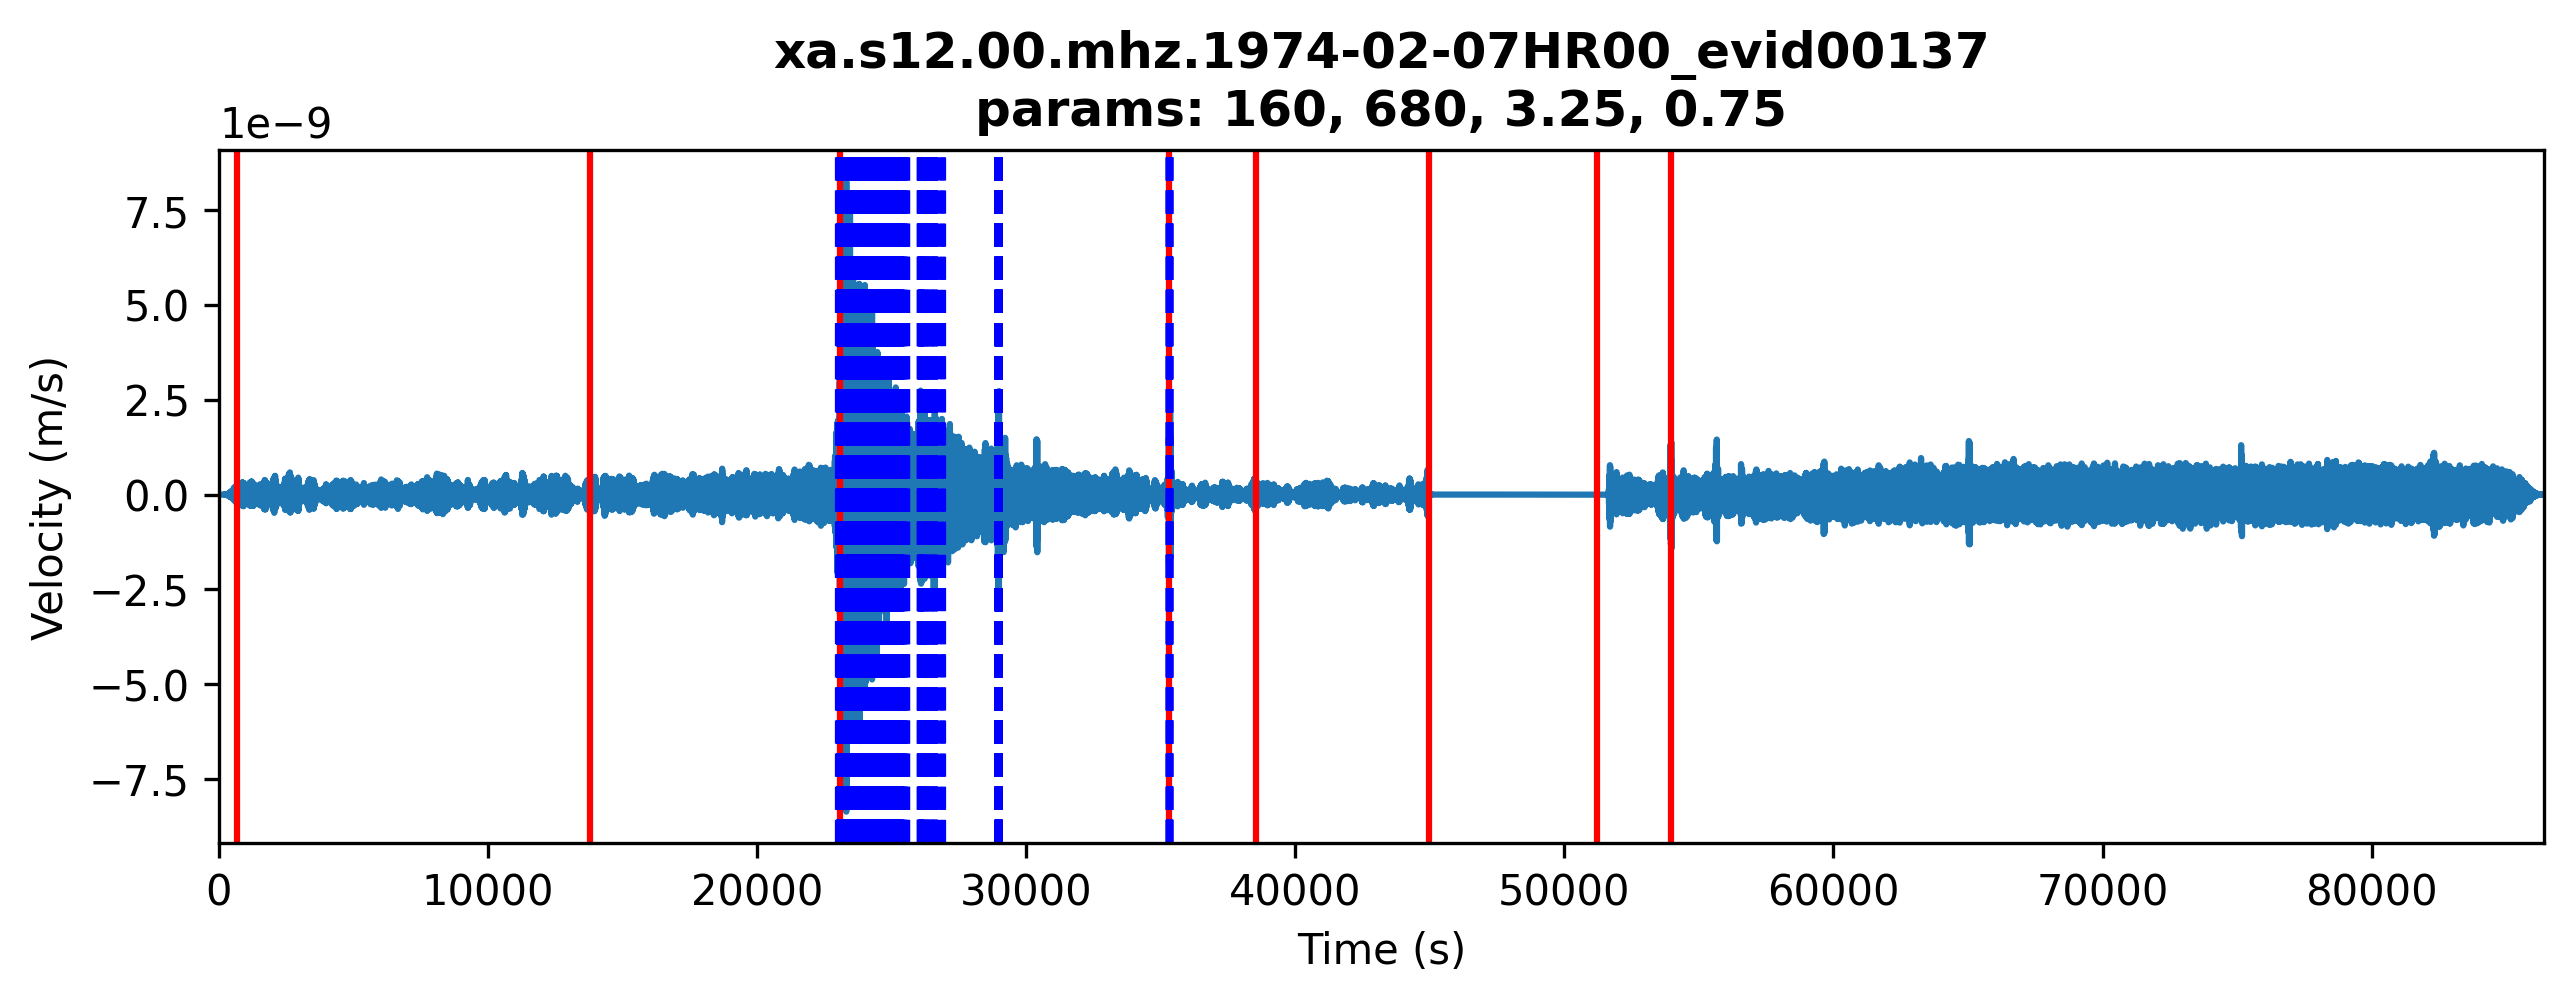 xa.s12.00.mhz.1974-02-07HR00_evid00137
params: 160, 680, 3.25, 0.75
1e−9
7.5
5.0
2.5
0.0
−2.5
−5.0
−7.5
Velocity (m/s)
0 10000 20000 30000 40000 50000 60000 70000 80000
Time (s)